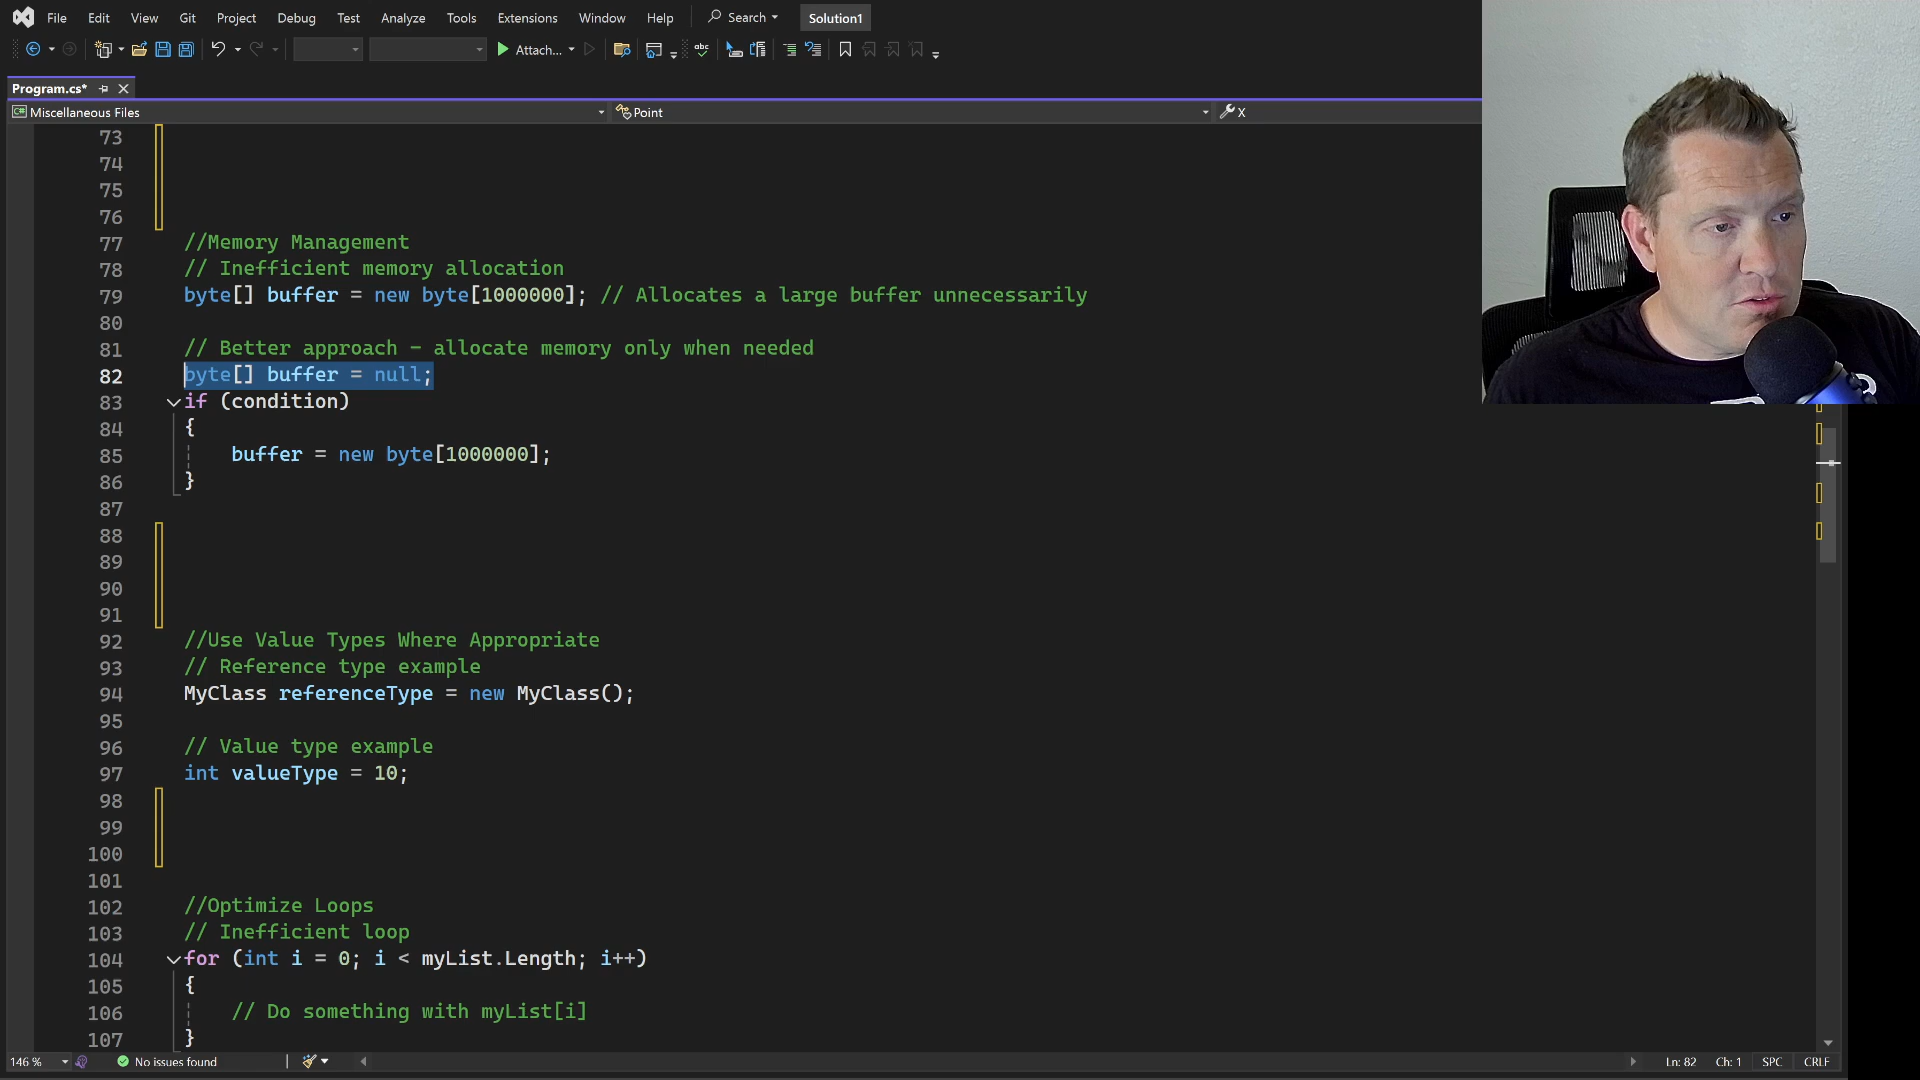 File Edit View Git Project Debug Test Analyze Tools Extensions Window Help Search Solution1
Attach...
Program.cs*
Miscellaneous Files Point X
73
74
75
76
77 //Memory Management
78 // Inefficient memory allocation
79 byte[] buffer = new byte[1000000]; // Allocates a large buffer unnecessarily
80
81 // Better approach - allocate memory only when needed
82 byte[] buffer = null;
83 if (condition)
84 {
85 buffer = new byte[1000000];
86 }
87
88
89
90
91
92 //Use Value Types Where Appropriate
93 // Reference type example
94 MyClass referenceType = new MyClass();
95
96 // Value type example
97 int valueType = 10;
98
99
100
101
102 //Optimize Loops
103 // Inefficient loop
104 for (int i = 0; i < myList.Length; i++)
105 {
106 // Do something with myList[i]
107 }
146 % No issues found Ln: 82 Ch: 1 SPC CRLF